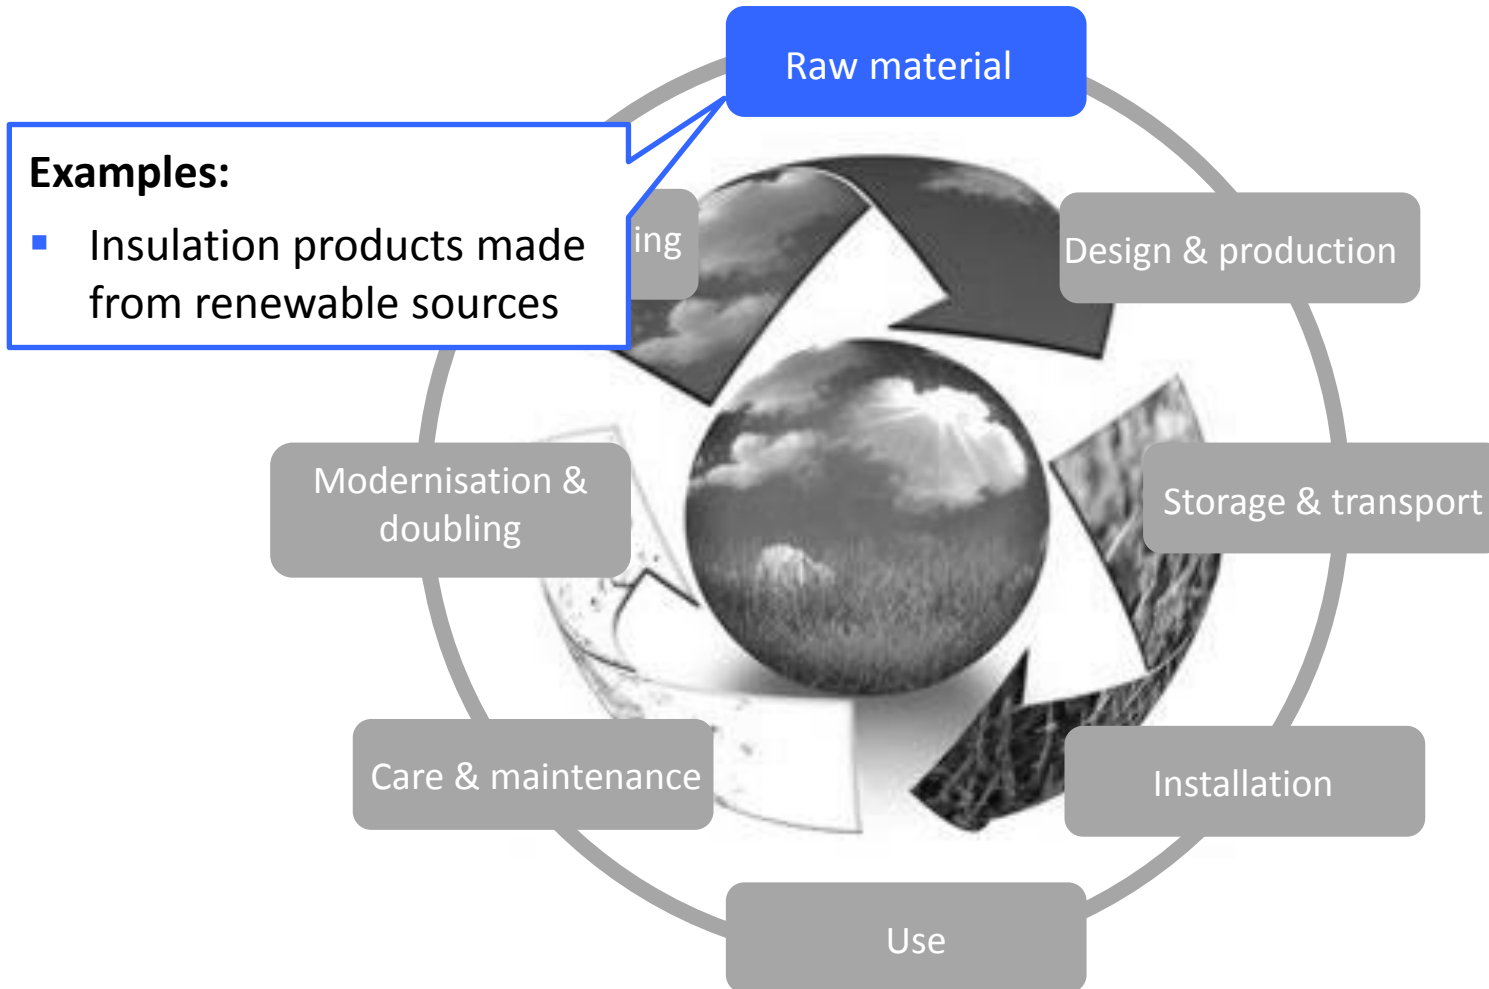 Raw material
Examples:
▪ Insulation products made
from renewable sources
ing
Design & production
Modernisation &
doubling
Storage & transport
Care & maintenance
Installation
Use